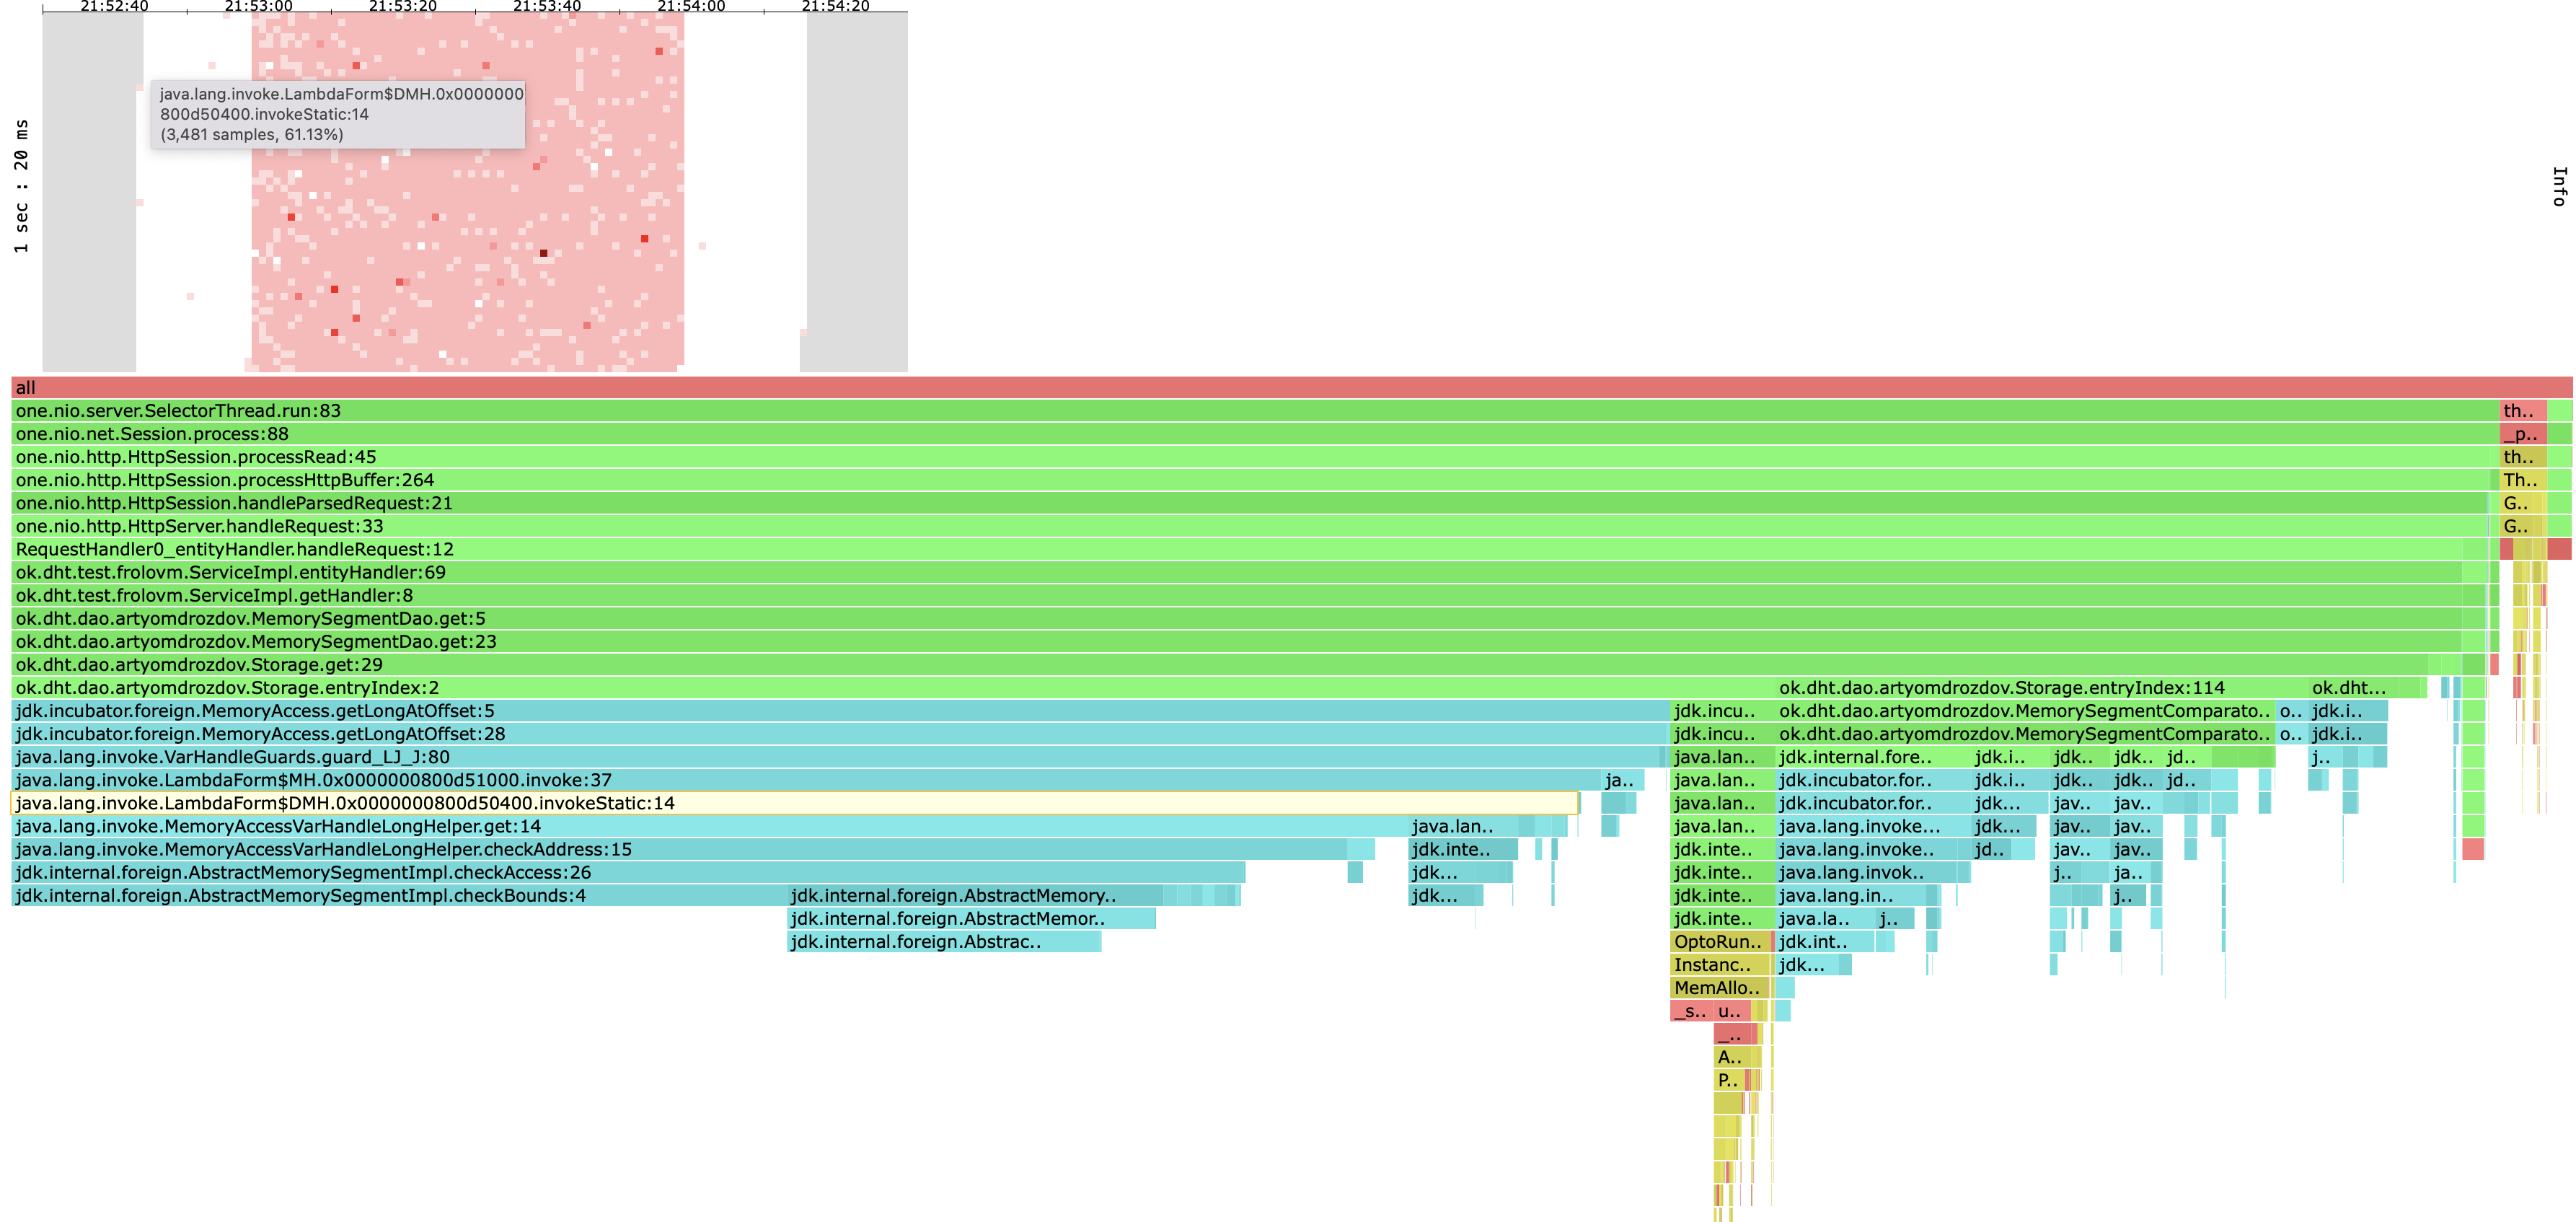 21:52:40 21:53:00 21:53:20 21:53:40 21:54:00 21:54:20
1 sec : 20 ms
java.lang.invoke.LambdaForm$DMH.0x0000000
800d50400.invokeStatic:14
(3,481 samples, 61.13%)
Info
all
one.nio.server.SelectorThread.run:83 th..
one.nio.net.Session.process:88 _p..
one.nio.http.HttpSession.processRead:45 th..
one.nio.http.HttpSession.processHttpBuffer:264 Th..
one.nio.http.HttpSession.handleParsedRequest:21 G..
one.nio.http.HttpServer.handleRequest:33 G..
RequestHandler0_entityHandler.handleRequest:12
ok.dht.test.frolovm.ServiceImpl.entityHandler:69
ok.dht.test.frolovm.ServiceImpl.getHandler:8
ok.dht.dao.artyomdrozdov.MemorySegmentDao.get:5
ok.dht.dao.artyomdrozdov.MemorySegmentDao.get:23
ok.dht.dao.artyomdrozdov.Storage.get:29
ok.dht.dao.artyomdrozdov.Storage.entryIndex:2 ok.dht.dao.artyomdrozdov.Storage.entryIndex:114 ok.dht...
jdk.incubator.foreign.MemoryAccess.getLongAtOffset:5 jdk.incu.. ok.dht.dao.artyomdrozdov.MemorySegmentComparato.. o.. jdk.i..
jdk.incubator.foreign.MemoryAccess.getLongAtOffset:28 jdk.incu.. ok.dht.dao.artyomdrozdov.MemorySegmentComparato.. o.. jdk.i..
java.lang.invoke.VarHandleGuards.guard_LJ_J:80 java.lan.. jdk.internal.fore.. jdk.i.. jdk.. jdk.. jd.. j..
java.lang.invoke.LambdaForm$MH.0x0000000800d51000.invoke:37 ja.. java.lan.. jdk.incubator.for.. jdk.i.. jdk.. jdk.. jd..
java.lang.invoke.LambdaForm$DMH.0x0000000800d50400.invokeStatic:14 java.lan.. jdk.incubator.for.. jdk... jav.. jav..
java.lang.invoke.MemoryAccessVarHandleLongHelper.get:14 java.lan.. java.lan.. java.lang.invoke... jdk... jav.. jav..
java.lang.invoke.MemoryAccessVarHandleLongHelper.checkAddress:15 jdk.inte.. jdk.inte.. java.lang.invoke.. jd.. jav.. jav..
jdk.internal.foreign.AbstractMemorySegmentImpl.checkAccess:26 jdk... jdk.inte.. java.lang.invok.. j.. ja..
jdk.internal.foreign.AbstractMemorySegmentImpl.checkBounds:4 jdk.internal.foreign.AbstractMemory.. jdk... jdk.inte.. java.lang.in.. j..
jdk.internal.foreign.AbstractMemor.. jdk.inte.. java.la.. j..
jdk.internal.foreign.Abstrac.. OptoRun.. jdk.int..
Instanc.. jdk...
MemAllo..
_s.. u..
_..
A..
P..